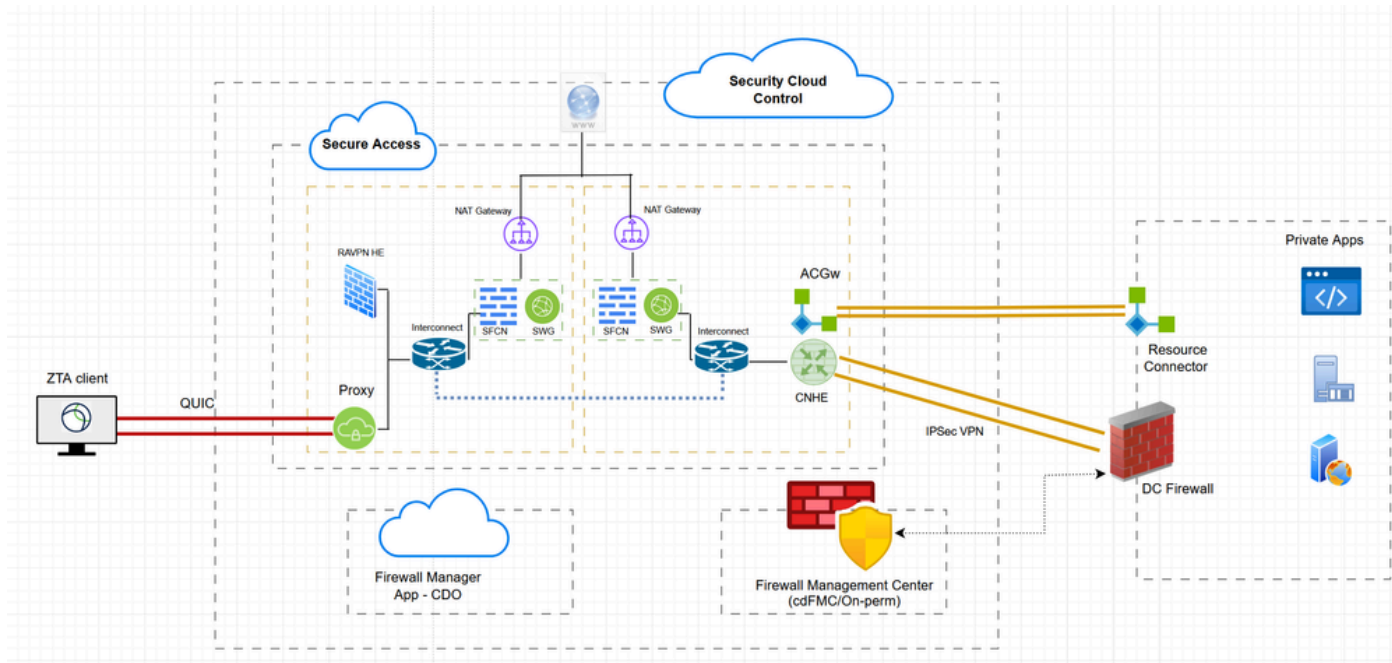 Security Cloud
Control
WWW
Secure Access
NAT Gateway
NAT Gateway
RAVPN HE
Private Apps
ACGw
SFCN
SWG
SFCN
SWG
Interconnect
Interconnect
Resource
Connector
ZTA client
QUIC
Proxy
CNHE
IPSec VPN
DC Firewall
Firewall Manager
App - CDO
Firewall Management Center
(cdFMC/On-perm)